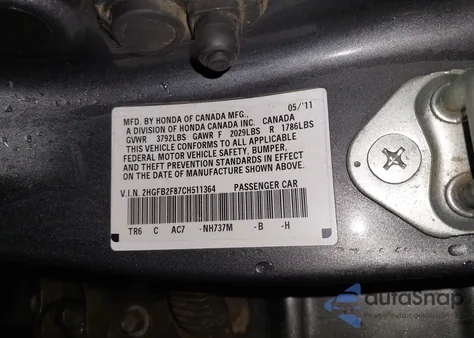 MFD. BY HONDA OF CANADA MFG., 05/'11
A DIVISION OF HONDA CANADA INC. CANADA
GVWR 3792LBS GAWR F 2029LBS R 1786LBS
THIS VEHICLE CONFORMS TO ALL APPLICABLE
FEDERAL MOTOR VEHICLE SAFETY, BUMPER,
AND THEFT PREVENTION STANDARDS IN EFFECT
ON THE DATE OF MANUFACTURE SHOWN ABOVE.
V.I.N. 2HGFB2F87CH511364 PASSENGER CAR
TR6 C AC7 -NH737M -B -H
autoSnap